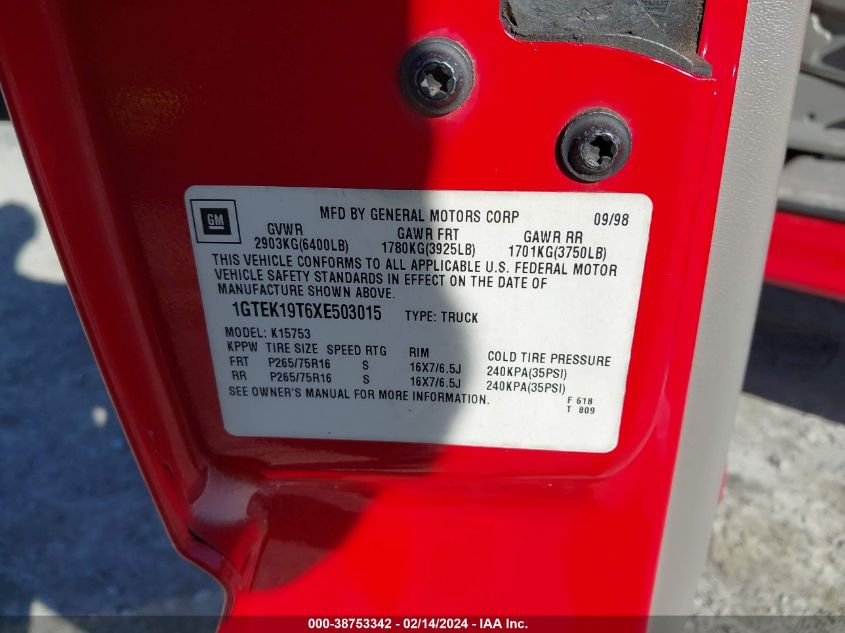 GM
MFD BY GENERAL MOTORS CORP 09/98
GVWR GAWR FRT GAWR RR
2903KG(6400LB) 1780KG(3925LB) 1701KG(3750LB)
THIS VEHICLE CONFORMS TO ALL APPLICABLE U.S. FEDERAL MOTOR
VEHICLE SAFETY STANDARDS IN EFFECT ON THE DATE OF
MANUFACTURE SHOWN ABOVE.
1GTEK19T6XE503015 TYPE: TRUCK
MODEL: K15753
KPPW TIRE SIZE SPEED RTG RIM COLD TIRE PRESSURE
FRT P265/75R16 S 16X7/6.5J 240KPA(35PSI)
RR P265/75R16 S 16X7/6.5J 240KPA(35PSI)
SEE OWNER'S MANUAL FOR MORE INFORMATION.
F 618
T 809
000-38753342 - 02/14/2024 - IAA Inc.